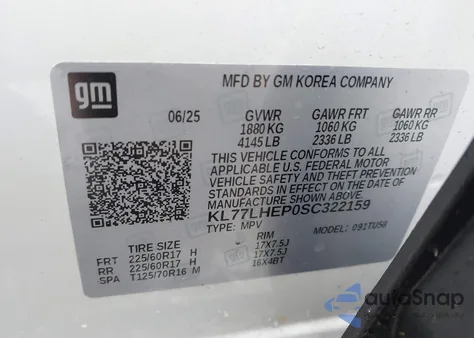 gm
MFD BY GM KOREA COMPANY
06/25 GVWR GAWR FRT GAWR RR
1880 KG 1060 KG 1060 KG
4145 LB 2336 LB 2336 LB
THIS VEHICLE CONFORMS TO ALL
APPLICABLE U.S. FEDERAL MOTOR
VEHICLE SAFETY AND THEFT PREVENTION
STANDARDS IN EFFECT ON THE DATE OF
MANUFACTURE SHOWN ABOVE.
KL77LHEP0SC322159
TYPE: MPV MODEL: 091TU58
TIRE SIZE RIM
FRT 225/60R17 H 17X7.5J
RR 225/60R17 H 17X7.5J
SPA T125/70R16 M 16X4BT
autoSnap